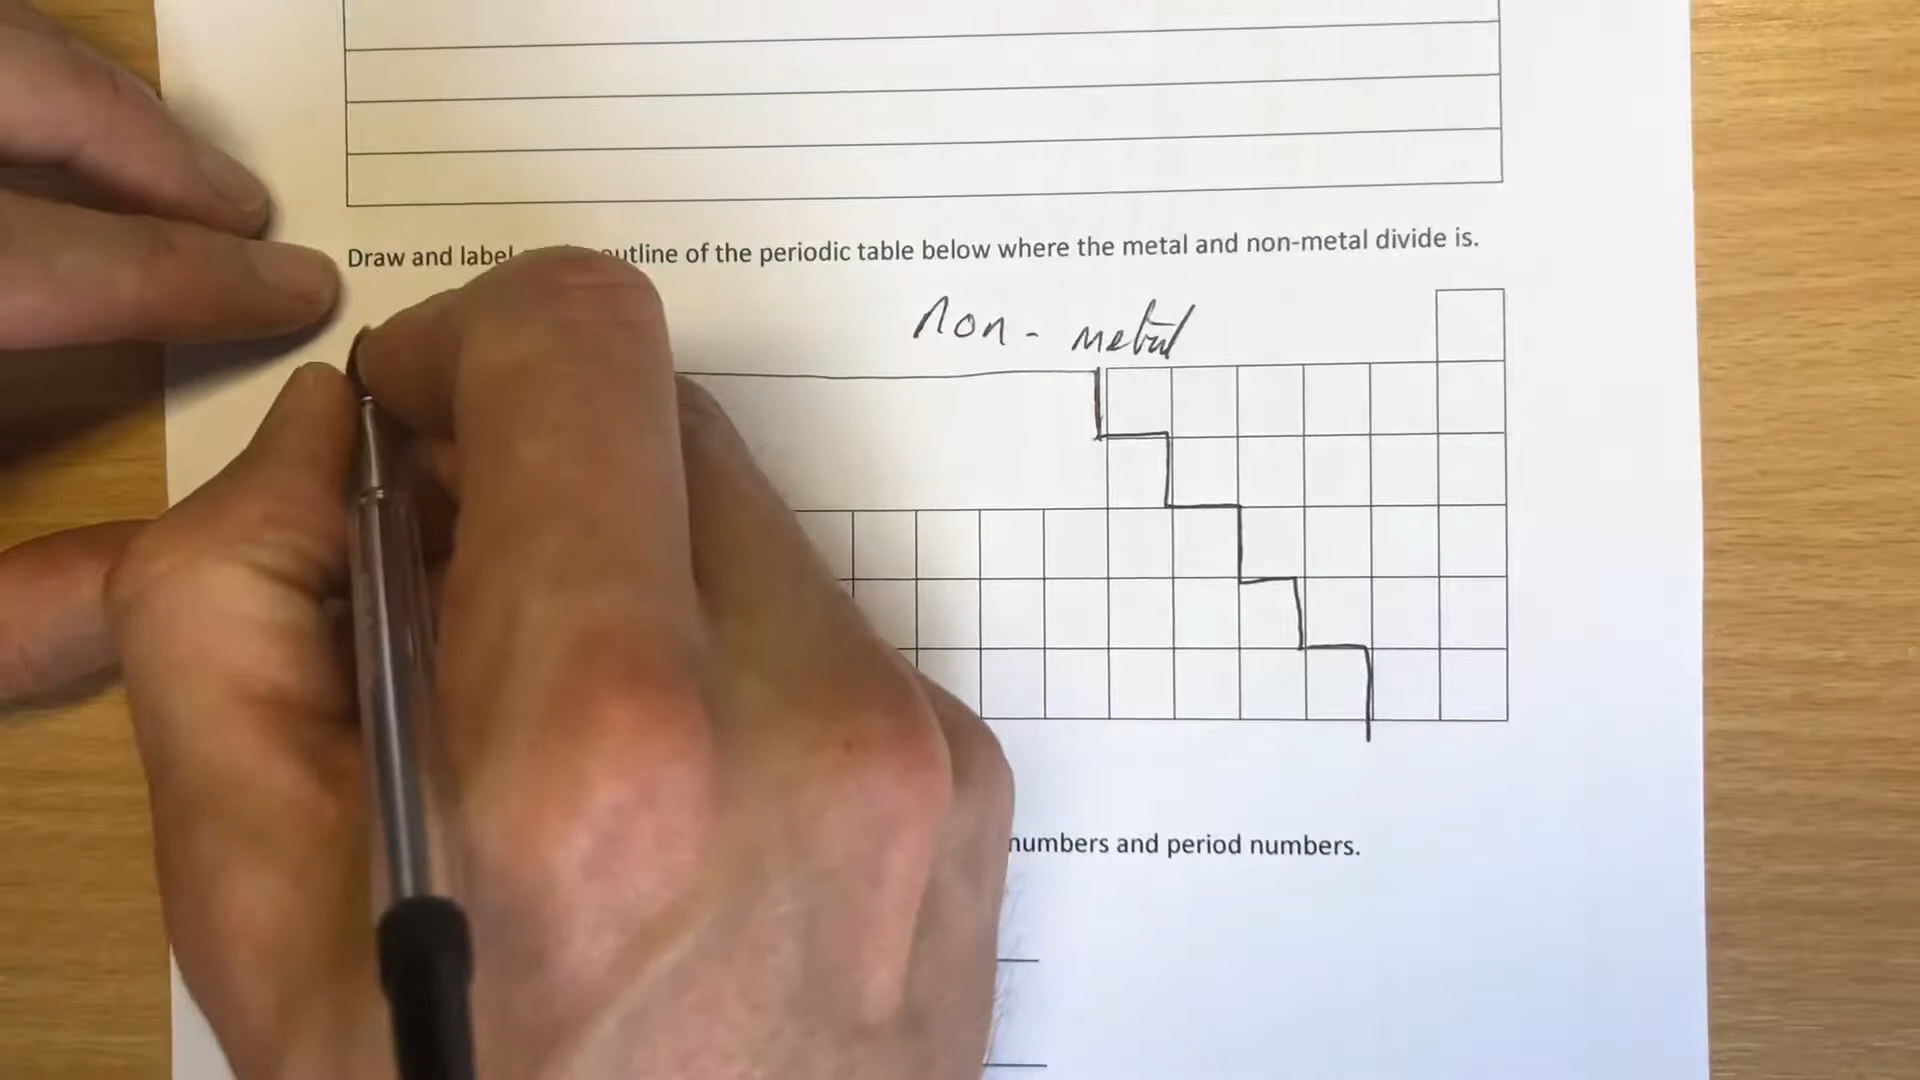 Draw and label outline of the periodic table below where the metal and non-metal divide is.
non - metal
numbers and period numbers.